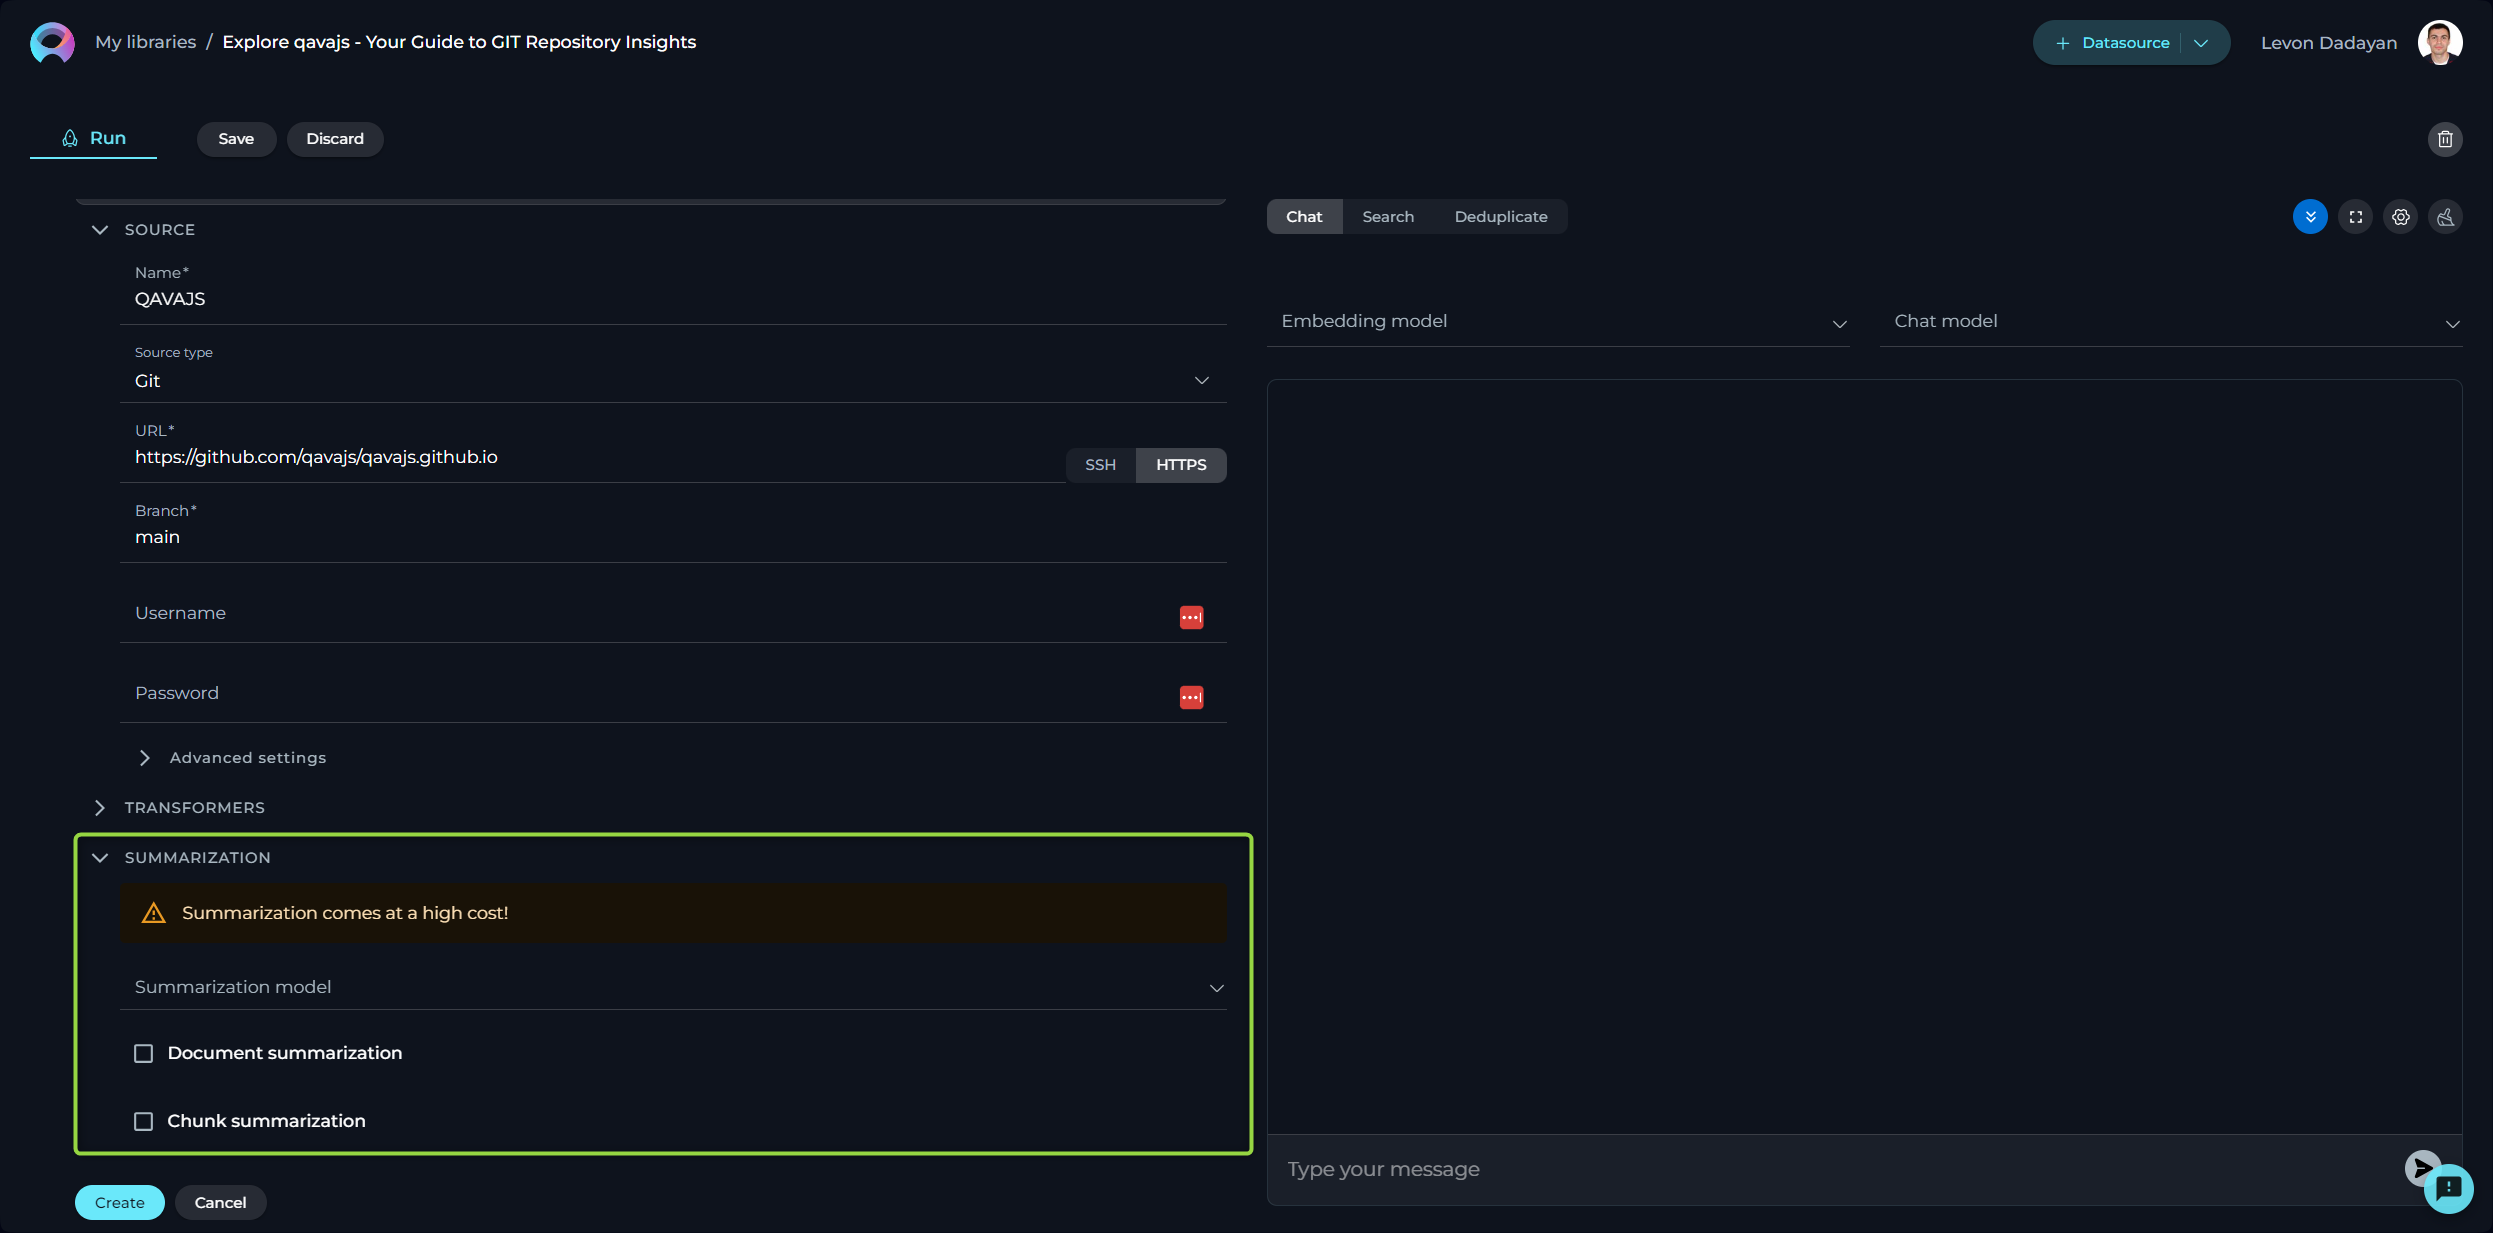 My libraries / Explore qavajs - Your Guide to GIT Repository Insights
+ Datasource
Levon Dadayan
Run
Save
Discard
SOURCE
Name*
QAVAJS
Source type
Git
URL*
https://github.com/qavajs/qavajs.github.io
SSH
HTTPS
Branch*
main
Username
Password
Advanced settings
TRANSFORMERS
SUMMARIZATION
Summarization comes at a high cost!
Summarization model
Document summarization
Chunk summarization
Create
Cancel
Chat
Search
Deduplicate
Embedding model
Chat model
Type your message